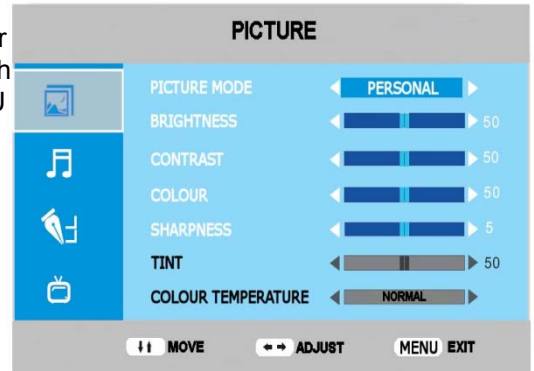 PICTURE
r
h
PICTURE MODE PERSONAL
BRIGHTNESS 50
CONTRAST 50
COLOUR 50
SHARPNESS 5
TINT 50
COLOUR TEMPERATURE NORMAL
MOVE ADJUST MENU EXIT